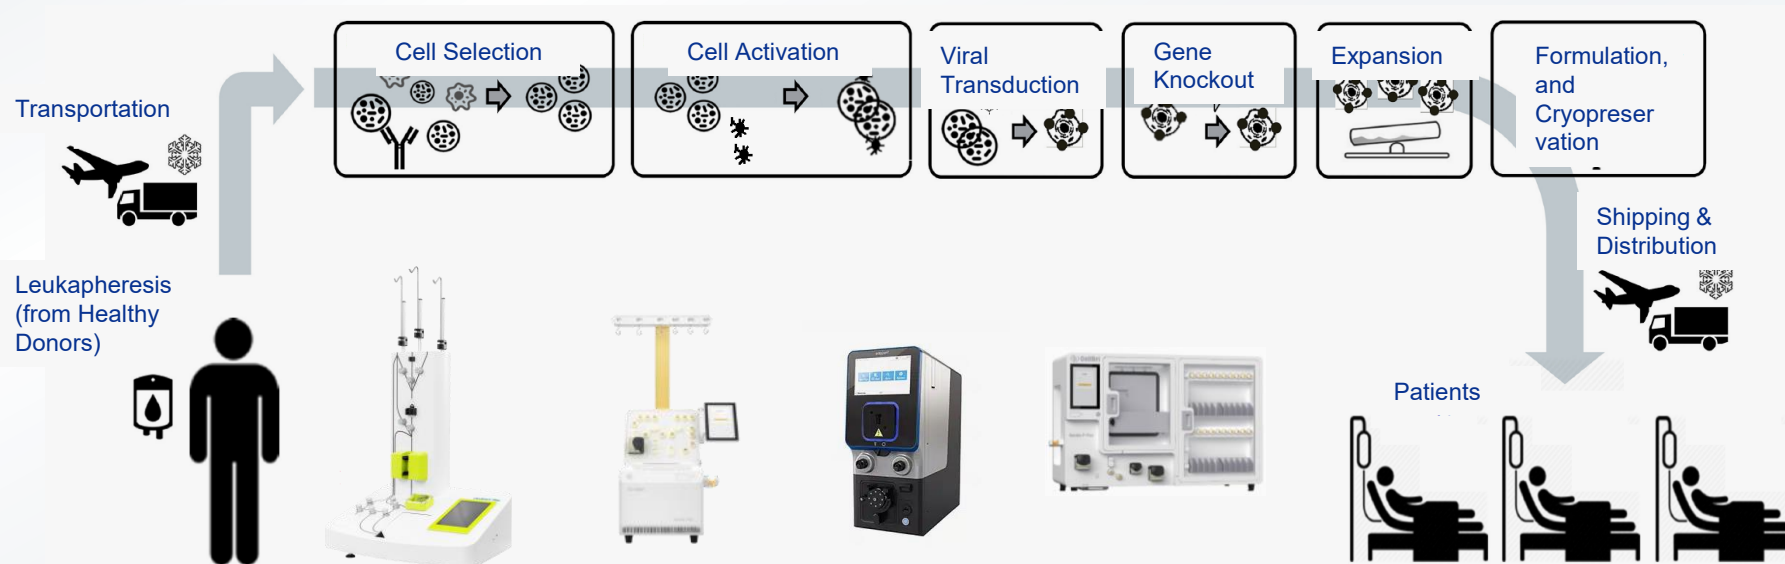 Cell Selection
Cell Activation
Viral
Transduction
Gene
Knockout
Expansion
Formulation,
and
Cryopreser
vation
Transportation
Leukapheresis
(from Healthy
Donors)
Shipping &
Distribution
Patients